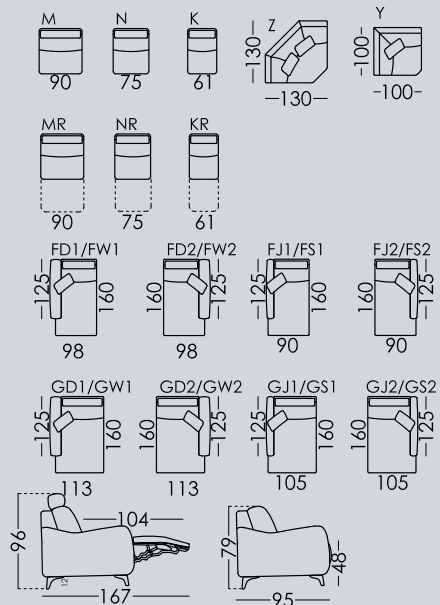 M N K Z Y
130 100
90 75 61
130 100
MR NR KR
90 75 61
FD1/FW1 FD2/FW2 FJ1/FS1 FJ2/FS2
125 160 160 125 125 160 160 125
98 98 90 90
GD1/GW1 GD2/GW2 GJ1/GS1 GJ2/GS2
125 160 160 125 125 160 160 125
113 113 105 105
96 104 79 48
12
167 95